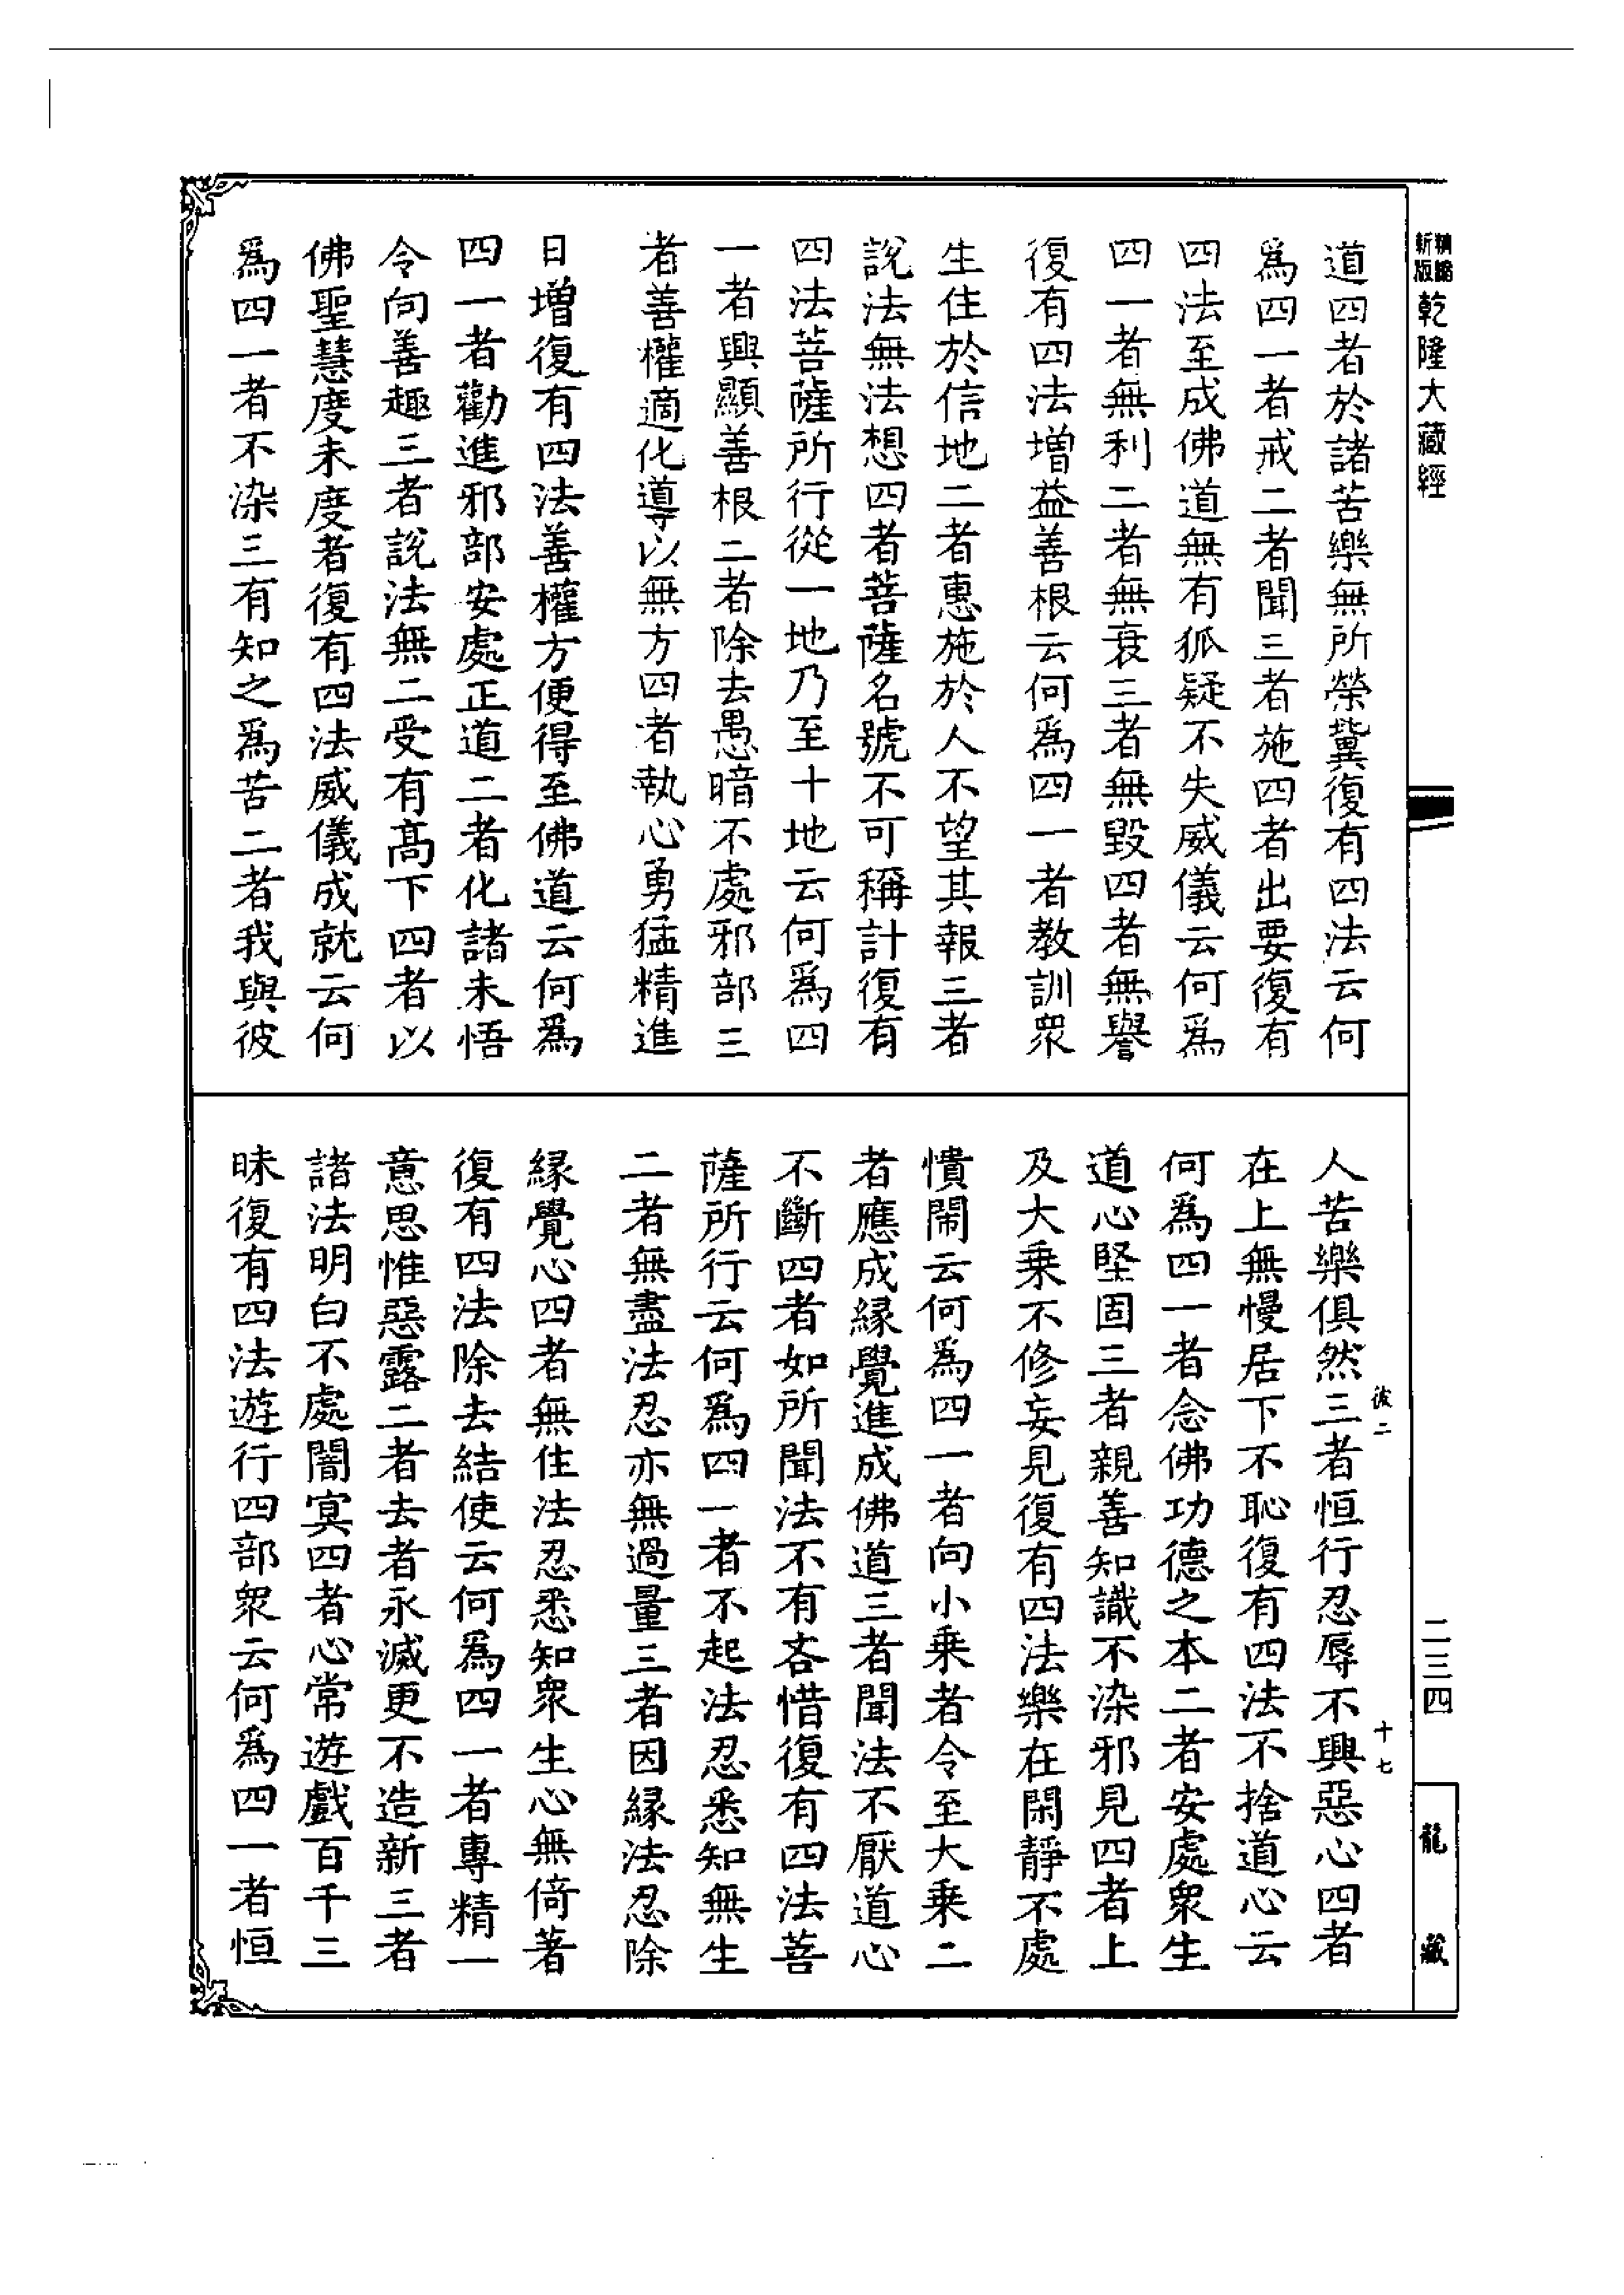 精縮
新版
乾隆大藏經
道四者於諸苦樂無所榮冀復有四法云何
爲四一者戒二者聞三者施四者出要復有
四法至成佛道無有狐疑不失威儀云何爲
四一者無利二者無衰三者無毀四者無譽
復有四法增益善根云何爲四一者教訓衆
生住於信地二者惠施於人不望其報三者
說法無法想四者菩薩名號不可稱計復有
四法菩薩所行從一地乃至十地云何爲四
一者興顯善根二者除去愚暗不處邪部三
者善權適化導以無方四者執心勇猛精進
日增復有四法善權方便得至佛道云何爲
四一者勸進邪部安處正道二者化諸未悟
令向善趣三者說法無二受有高下四者以
佛聖慧度未度者復有四法威儀成就云何
爲四一者不染三有知之爲苦二者我與彼
人苦樂俱然三者恒行忍辱不興惡心四者
在上無慢居下不恥復有四法不捨道心云
何爲四一者念佛功德之本二者安處衆生
道心堅固三者親善知識不染邪見四者上
及大乘不修妄見復有四法樂在閑靜不處
憒閙云何爲四一者向小乘者令至大乘二
者應成緣覺進成佛道三者聞法不厭道心
不斷四者如所聞法不有吝惜復有四法菩
薩所行云何爲四一者不起法忍悉知無生
二者無盡法忍亦無過量三者因緣法忍除
緣覺心四者無住法忍悉知衆生心無倚著
復有四法除去結使云何爲四一者專精一
意思惟惡露二者去者永滅更不造新三者
諸法明白不處闇冥四者心常遊戲百千三
昧復有四法遊行四部衆云何爲四一者恒
彼二
十七
二三四
龍藏